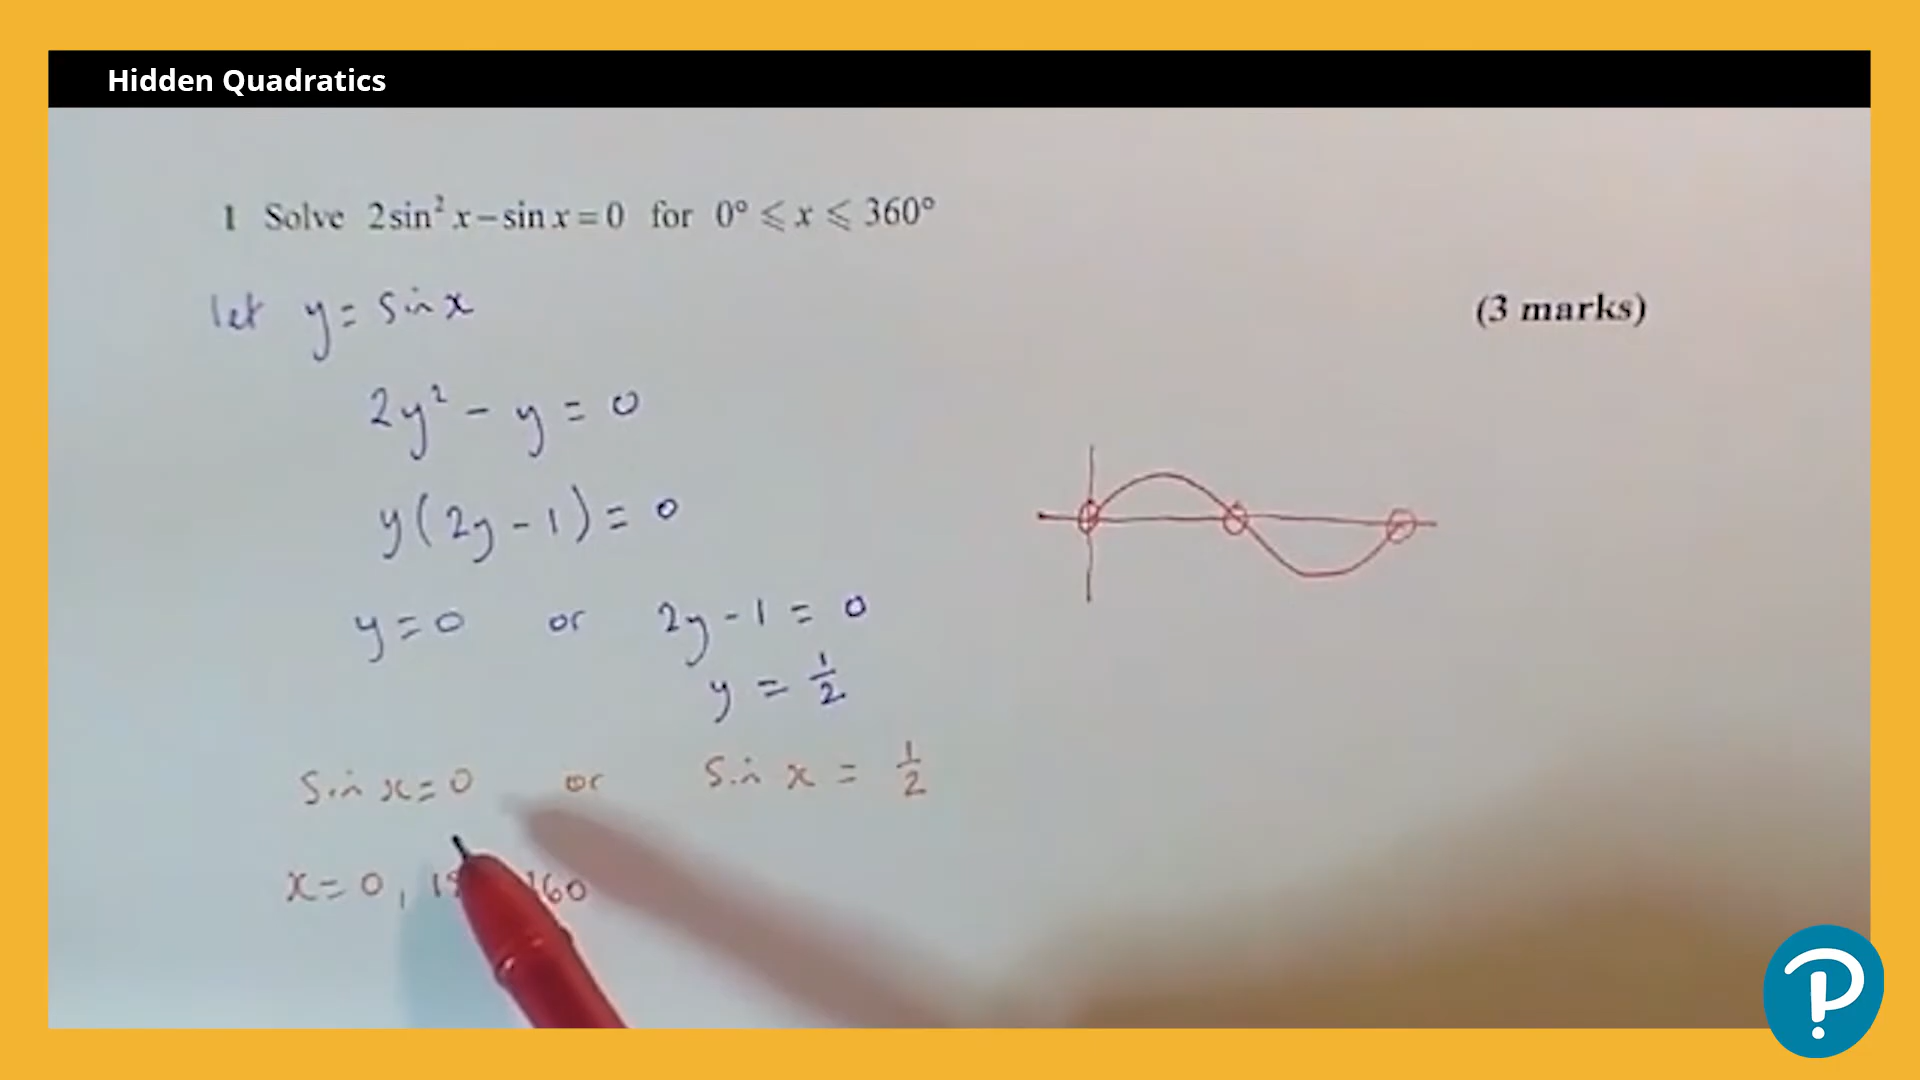 Hidden Quadratics
1 Solve 2sin² x – sin x = 0 for 0° ⩽ x ⩽ 360°
(3 marks)
let y = sin x
2y² - y = 0
y(2y - 1) = 0
y = 0 or 2y - 1 = 0
y = 1/2
sin x = 0 or sin x = 1/2
x = 0,
P